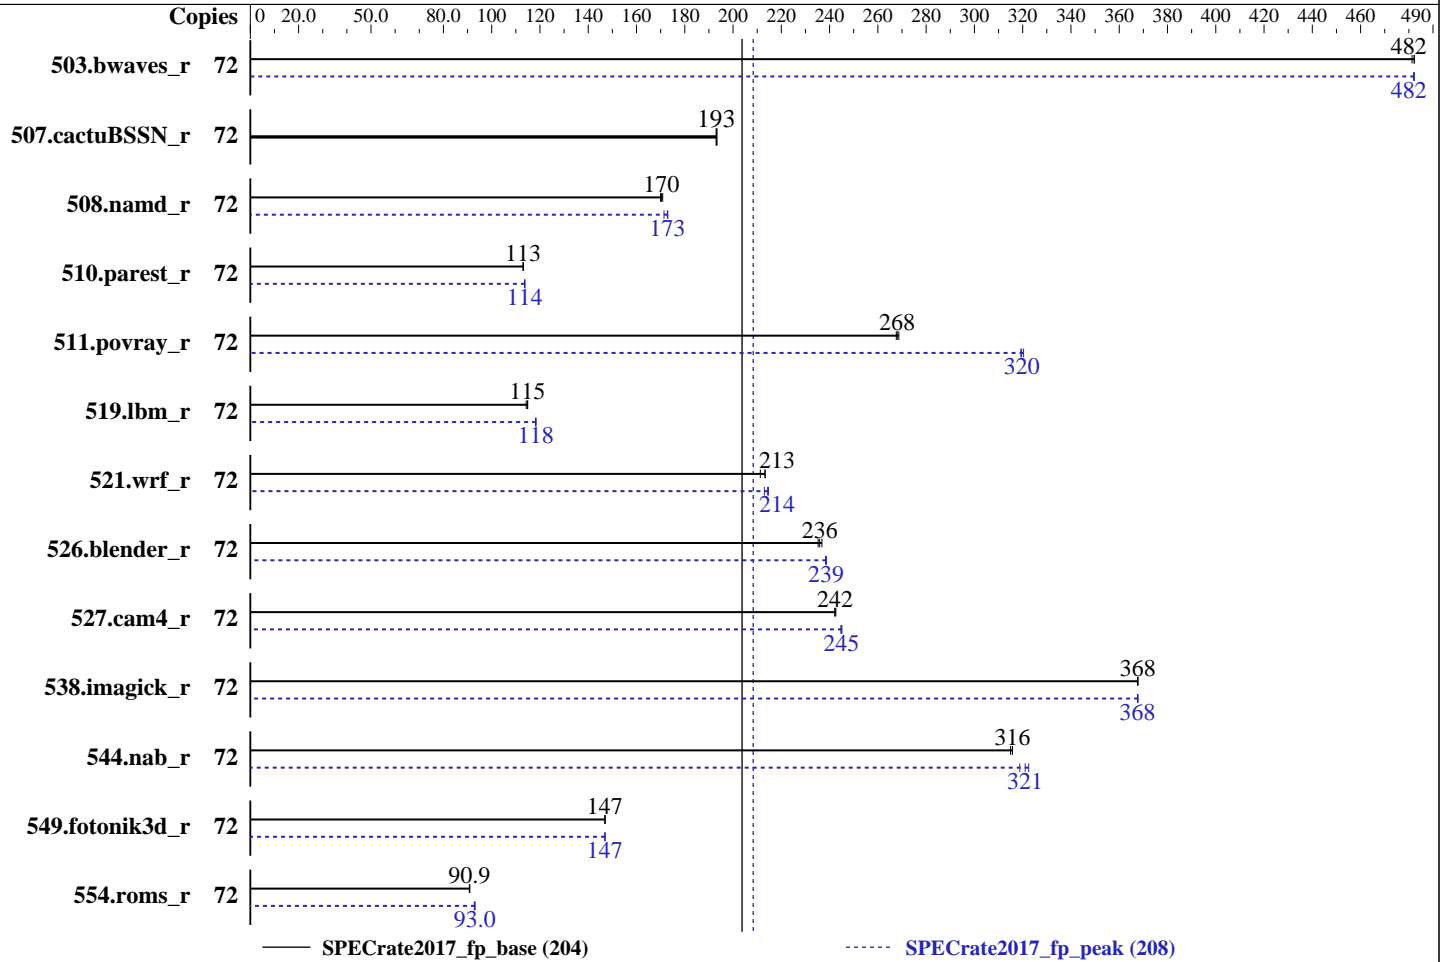 Copies 0 20.0 50.0 80.0 100 120 140 160 180 200 220 240 260 280 300 320 340 360 380 400 420 440 460 490
482
503.bwaves_r 72
482
193
507.cactuBSSN_r 72
170
508.namd_r 72
173
113
510.parest_r 72
114
268
511.povray_r 72
320
115
519.lbm_r 72
118
213
521.wrf_r 72
214
236
526.blender_r 72
239
242
527.cam4_r 72
245
368
538.imagick_r 72
368
316
544.nab_r 72
321
147
549.fotonik3d_r 72
147
90.9
554.roms_r 72
93.0
SPECrate2017_fp_base (204) SPECrate2017_fp_peak (208)